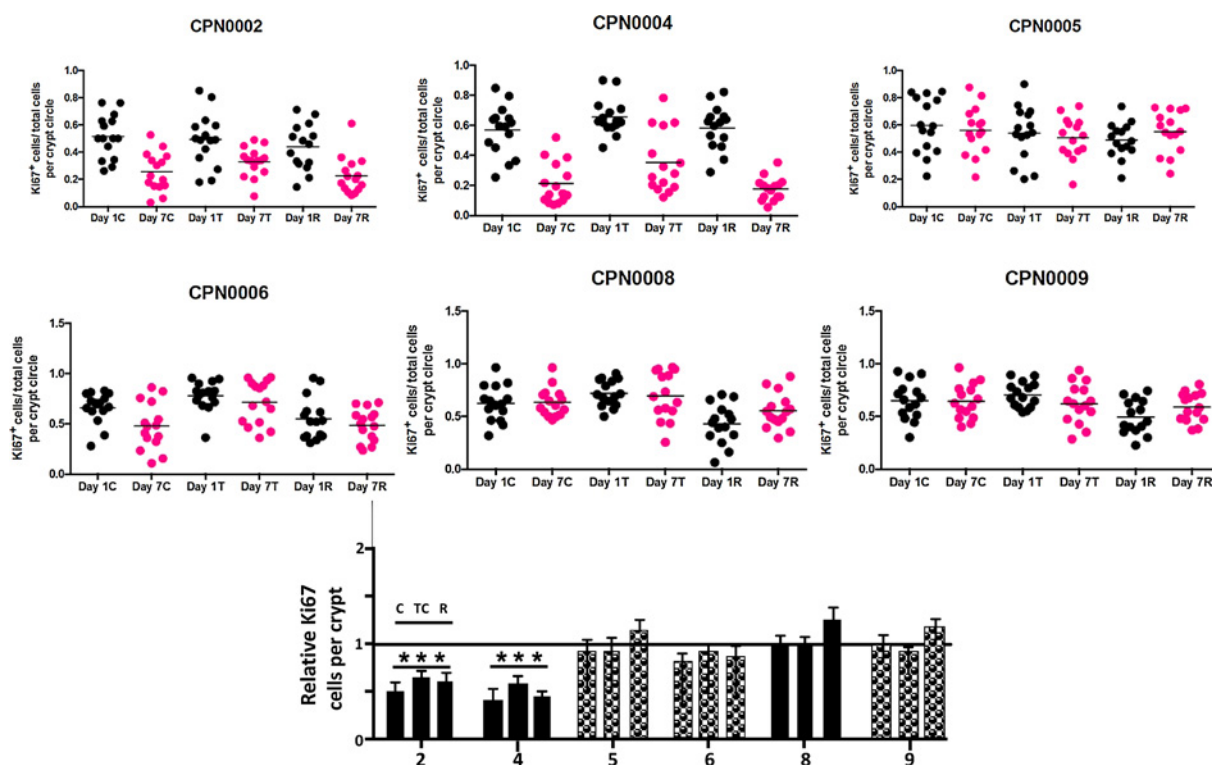 CPN0002
Ki67+ cells/ total cells
per crypt circle
1.0
0.8
0.6
0.4
0.2
0.0
Day 1C Day 7C Day 1T Day 7T Day 1R Day 7R
CPN0004
Ki67+ cells/ total cells
per crypt circle
1.0
0.8
0.6
0.4
0.2
0.0
Day 1C Day 7C Day 1T Day 7T Day 1R Day 7R
CPN0005
Ki67+ cells/ total cells
per crypt circle
1.0
0.8
0.6
0.4
0.2
0.0
Day 1C Day 7C Day 1T Day 7T Day 1R Day 7R
CPN0006
Ki67+ cells/ total cells
per crypt circle
1.5
1.0
0.5
0.0
Day 1C Day 7C Day 1T Day 7T Day 1R Day 7R
CPN0008
Ki67+ cells/ total cells
per crypt circle
1.5
1.0
0.5
0.0
Day 1C Day 7C Day 1T Day 7T Day 1R Day 7R
CPN0009
Ki67+ cells/ total cells
per crypt circle
1.5
1.0
0.5
0.0
Day 1C Day 7C Day 1T Day 7T Day 1R Day 7R
Relative Ki67
cells per crypt
2
1
0
C TC R
* * * * * *
2 4 5 6 8 9